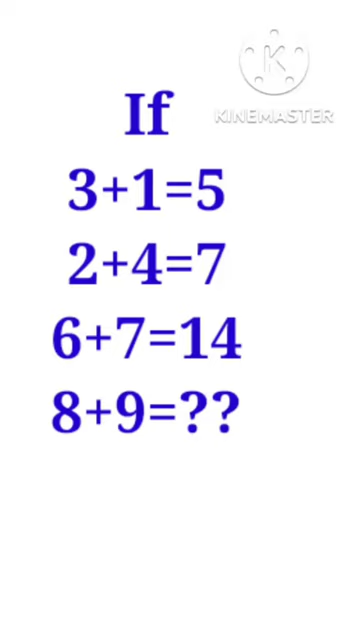 K
KINEMASTER
If
3+1=5
2+4=7
6+7=14
8+9=??